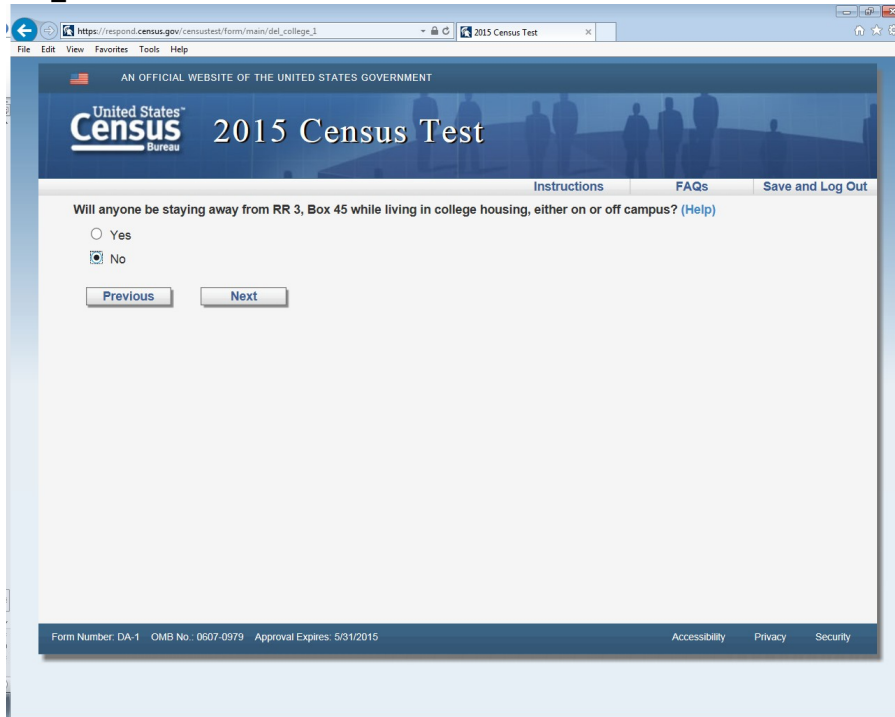 https://respond.census.gov/censustest/form/main/del_college_1
2015 Census Test
File Edit View Favorites Tools Help
AN OFFICIAL WEBSITE OF THE UNITED STATES GOVERNMENT
United States™
Census
Bureau
2015 Census Test
Instructions FAQs Save and Log Out
Will anyone be staying away from RR 3, Box 45 while living in college housing, either on or off campus? (Help)
Yes
No
Previous Next
Form Number: DA-1 OMB No.: 0607-0979 Approval Expires: 5/31/2015 Accessibility Privacy Security